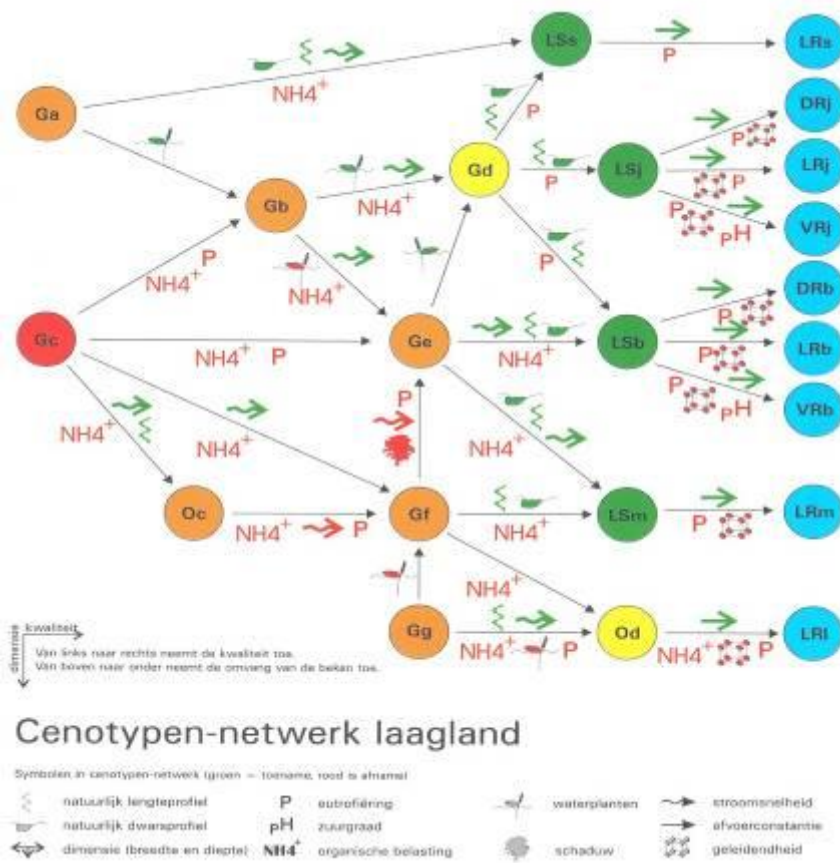 LSs
P
LRs
NH4+
Ga
P
DRj
P
Gd
P
LSj
P
LRj
Gb
NH4+
P
pH
VRj
NH4+
P
NH4+
P
DRb
P
Gc
NH4+ P
Ge
NH4+
LSb
P
LRb
P
pH
VRb
NH4+
NH4+
P
NH4+
Oc
NH4+
P
Gf
NH4+
LSm
P
LRm
NH4+
Gg
NH4+
P
Od
NH4+
P
LRl
kwaliteit
dimensie
Van links naar rechts neemt de kwaliteit toe.
Van boven naar onder neemt de omvang van de beken toe.
Cenotypen-netwerk laagland
Symbolen in cenotypen-netwerk (groen = toename, rood is afname)
natuurlijk lengteprofiel
P eutrofiëring
waterplanten
stroomsnelheid
natuurlijk dwarsprofiel
pH zuurgraad
afvoerconstantie
dimensie (breedte en diepte)
NH4+ organische belasting
schaduw
geleidendheid